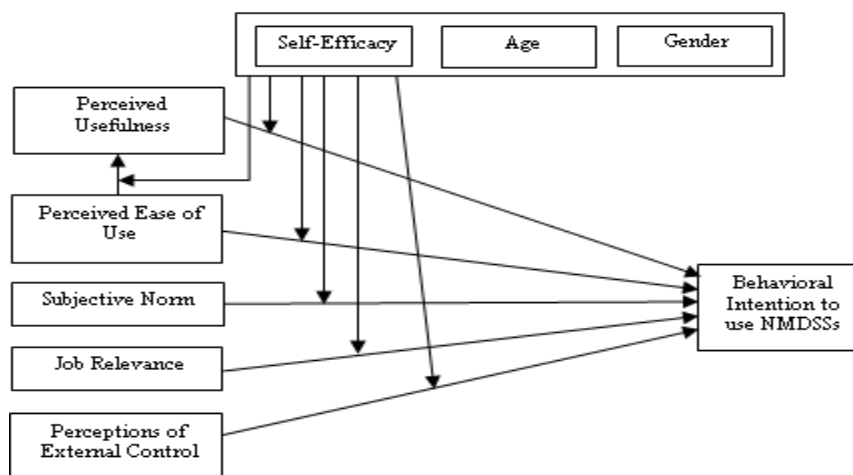 Self-Efficacy
Age
Gender
Perceived
Usefulness
Perceived Ease of
Use
Subjective Norm
Job Relevance
Perceptions of
External Control
Behavioral
Intention to
use NMDSSs